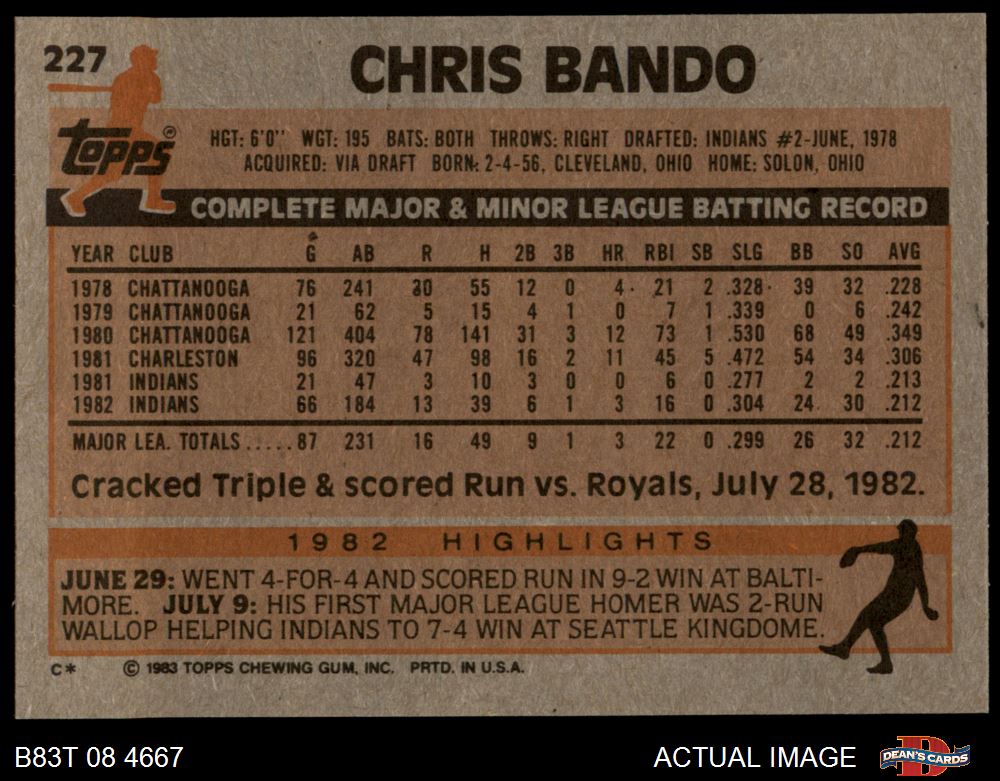 227
CHRIS BANDO
Topps®
HGT: 6'0" WGT: 195 BATS: BOTH THROWS: RIGHT DRAFTED: INDIANS #2-JUNE, 1978
ACQUIRED: VIA DRAFT BORN: 2-4-56, CLEVELAND, OHIO HOME: SOLON, OHIO
COMPLETE MAJOR & MINOR LEAGUE BATTING RECORD
YEAR CLUB G AB R H 2B 3B HR RBI SB SLG BB SO AVG
1978 CHATTANOOGA 76 241 30 55 12 0 4 21 2 .328 39 32 .228
1979 CHATTANOOGA 21 62 5 15 4 1 0 7 1 .339 0 6 .242
1980 CHATTANOOGA 121 404 78 141 31 3 12 73 1 .530 68 49 .349
1981 CHARLESTON 96 320 47 98 16 2 11 45 5 .472 54 34 .306
1981 INDIANS 21 47 3 10 3 0 0 6 0 .277 2 2 .213
1982 INDIANS 66 184 13 39 6 1 3 16 0 .304 24 30 .212
MAJOR LEA. TOTALS.....87 231 16 49 9 1 3 22 0 .299 26 32 .212
Cracked Triple & scored Run vs. Royals, July 28, 1982.
1982 HIGHLIGHTS
JUNE 29: WENT 4-FOR-4 AND SCORED RUN IN 9-2 WIN AT BALTI-
MORE. JULY 9: HIS FIRST MAJOR LEAGUE HOMER WAS 2-RUN
WALLOP HELPING INDIANS TO 7-4 WIN AT SEATTLE KINGDOME.
C* © 1983 TOPPS CHEWING GUM, INC. PRTD. IN U.S.A.
B83T 08 4667
ACTUAL IMAGE
DEAN'S CARDS